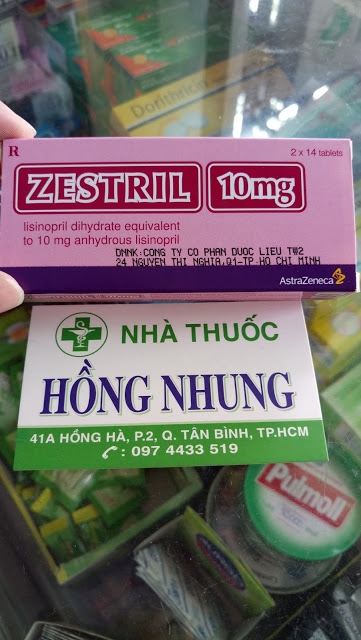 Dorithricin
R
2 x 14 tablets
ZESTRIL 10mg
lisinopril dihydrate equivalent
to 10 mg anhydrous lisinopril
DNNK:CONG TY CO PHAN DUOC LIEU TW2
24 NGUYEN THI NGHIA,Q1-TP.HO CHI MINH
AstraZeneca
NHÀ THUỐC
HỒNG NHUNG
41A HỒNG HÀ, P.2, Q. TÂN BÌNH, TP.HCM
: 097 4433 519
Pulmoll